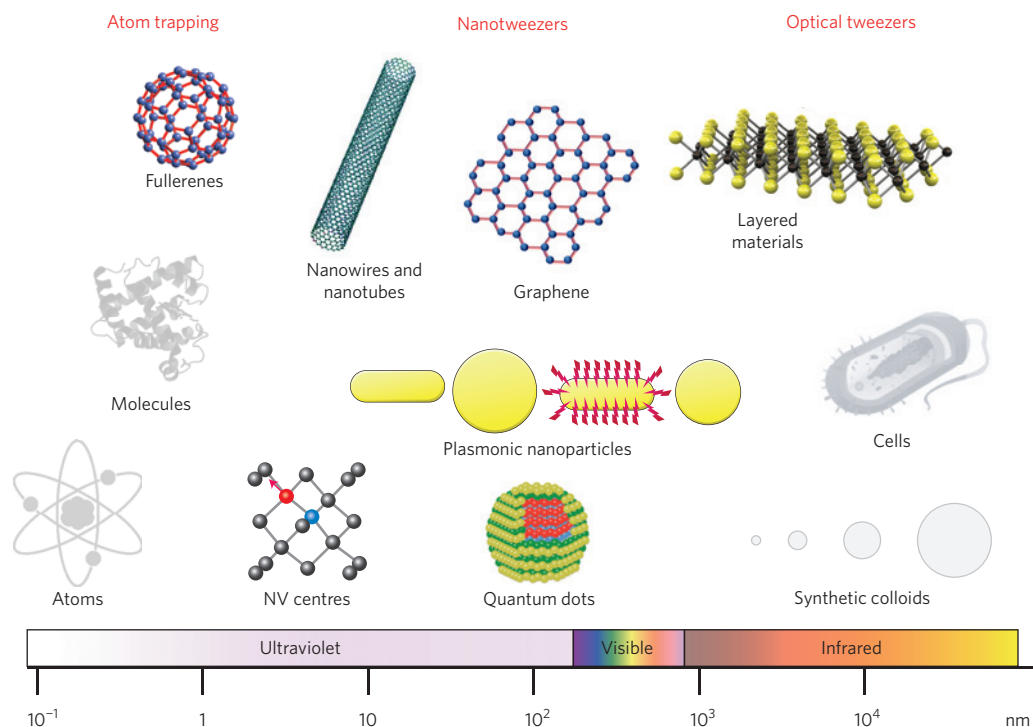 Atom trapping
Nanotweezers
Optical tweezers
Fullerenes
Nanowires and
nanotubes
Graphene
Layered
materials
Molecules
Plasmonic nanoparticles
Cells
Atoms
NV centres
Quantum dots
Synthetic colloids
Ultraviolet
Visible
Infrared
10⁻¹
1
10
10²
10³
10⁴
nm